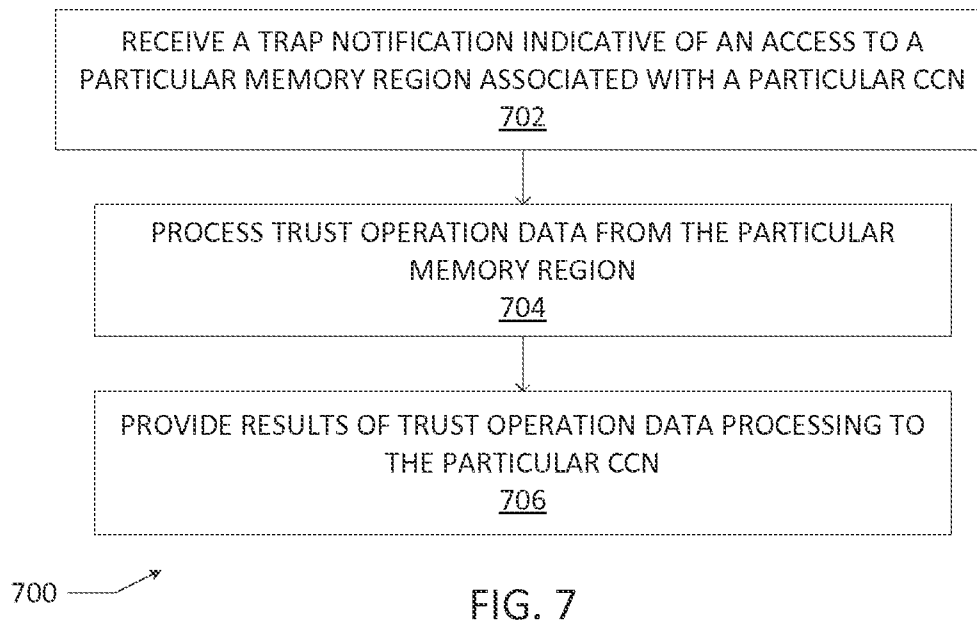 RECEIVE A TRAP NOTIFICATION INDICATIVE OF AN ACCESS TO A
PARTICULAR MEMORY REGION ASSOCIATED WITH A PARTICULAR CCN
702
PROCESS TRUST OPERATION DATA FROM THE PARTICULAR
MEMORY REGION
704
PROVIDE RESULTS OF TRUST OPERATION DATA PROCESSING TO
THE PARTICULAR CCN
706
700
FIG. 7